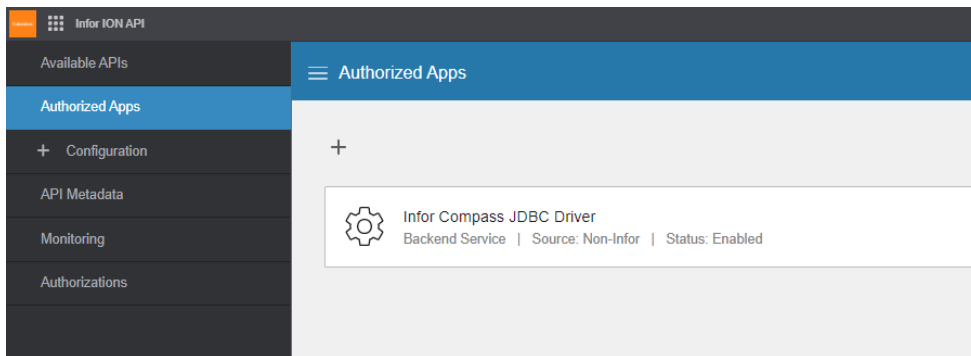 Infor ION API
Available APIs
Authorized Apps
+ Configuration
API Metadata
Monitoring
Authorizations
Authorized Apps
+
Infor Compass JDBC Driver
Backend Service | Source: Non-Infor | Status: Enabled